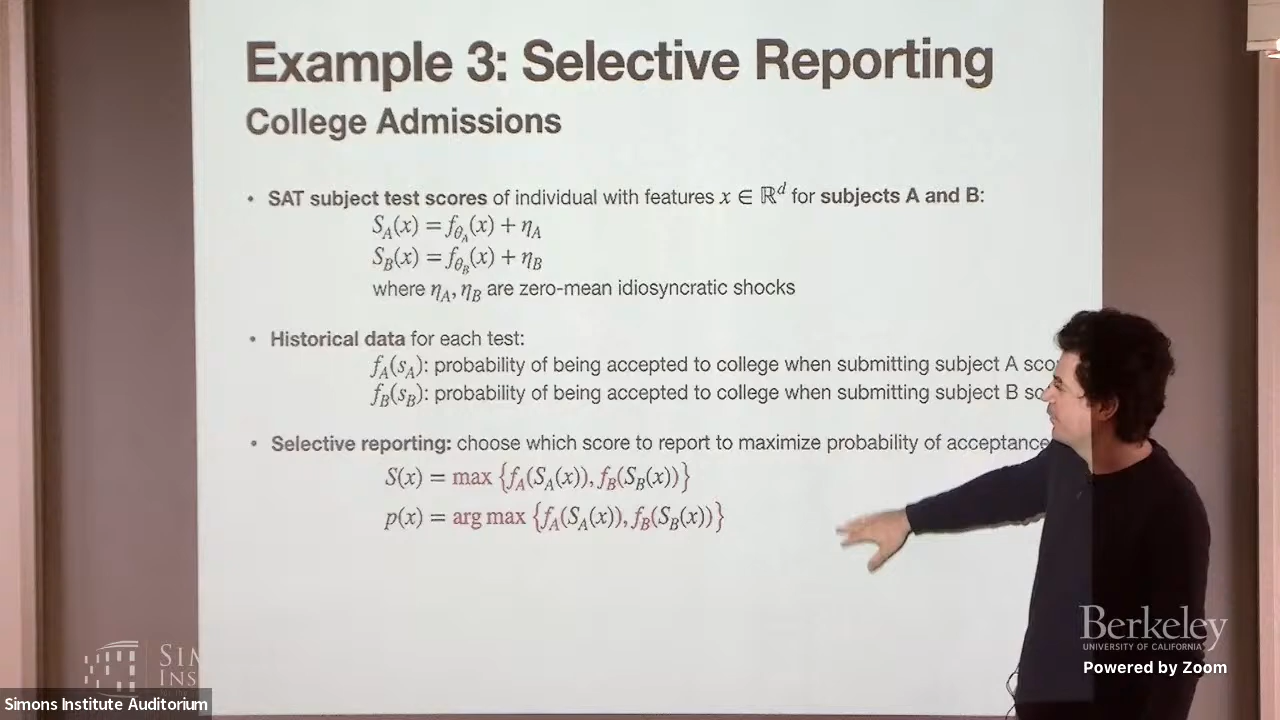 Example 3: Selective Reporting
College Admissions
• SAT subject test scores of individual with features x ∈ ℝ^d for subjects A and B:
S_A(x) = f_{θ_A}(x) + η_A
S_B(x) = f_{θ_B}(x) + η_B
where η_A, η_B are zero-mean idiosyncratic shocks
• Historical data for each test:
f_A(s_A): probability of being accepted to college when submitting subject A
f_B(s_B): probability of being accepted to college when submitting subject B
• Selective reporting: choose which score to report to maximize probability of acceptance
S(x) = max {f_A(S_A(x)), f_B(S_B(x))}
p(x) = arg max {f_A(S_A(x)), f_B(S_B(x))}
Berkeley
UNIVERSITY OF CALIFORNIA
Powered by Zoom
Simons Institute Auditorium